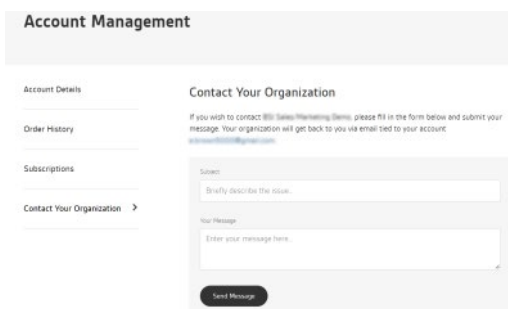 Account Management
Account Details
Order History
Subscriptions
Contact Your Organization
Contact Your Organization
If you wish to contact please fill in the form below and submit your
message. Your organization will get back to you via email tied to your account
Subject
Briefly describe the issue.
Your Message
Enter your message here.
Send Message